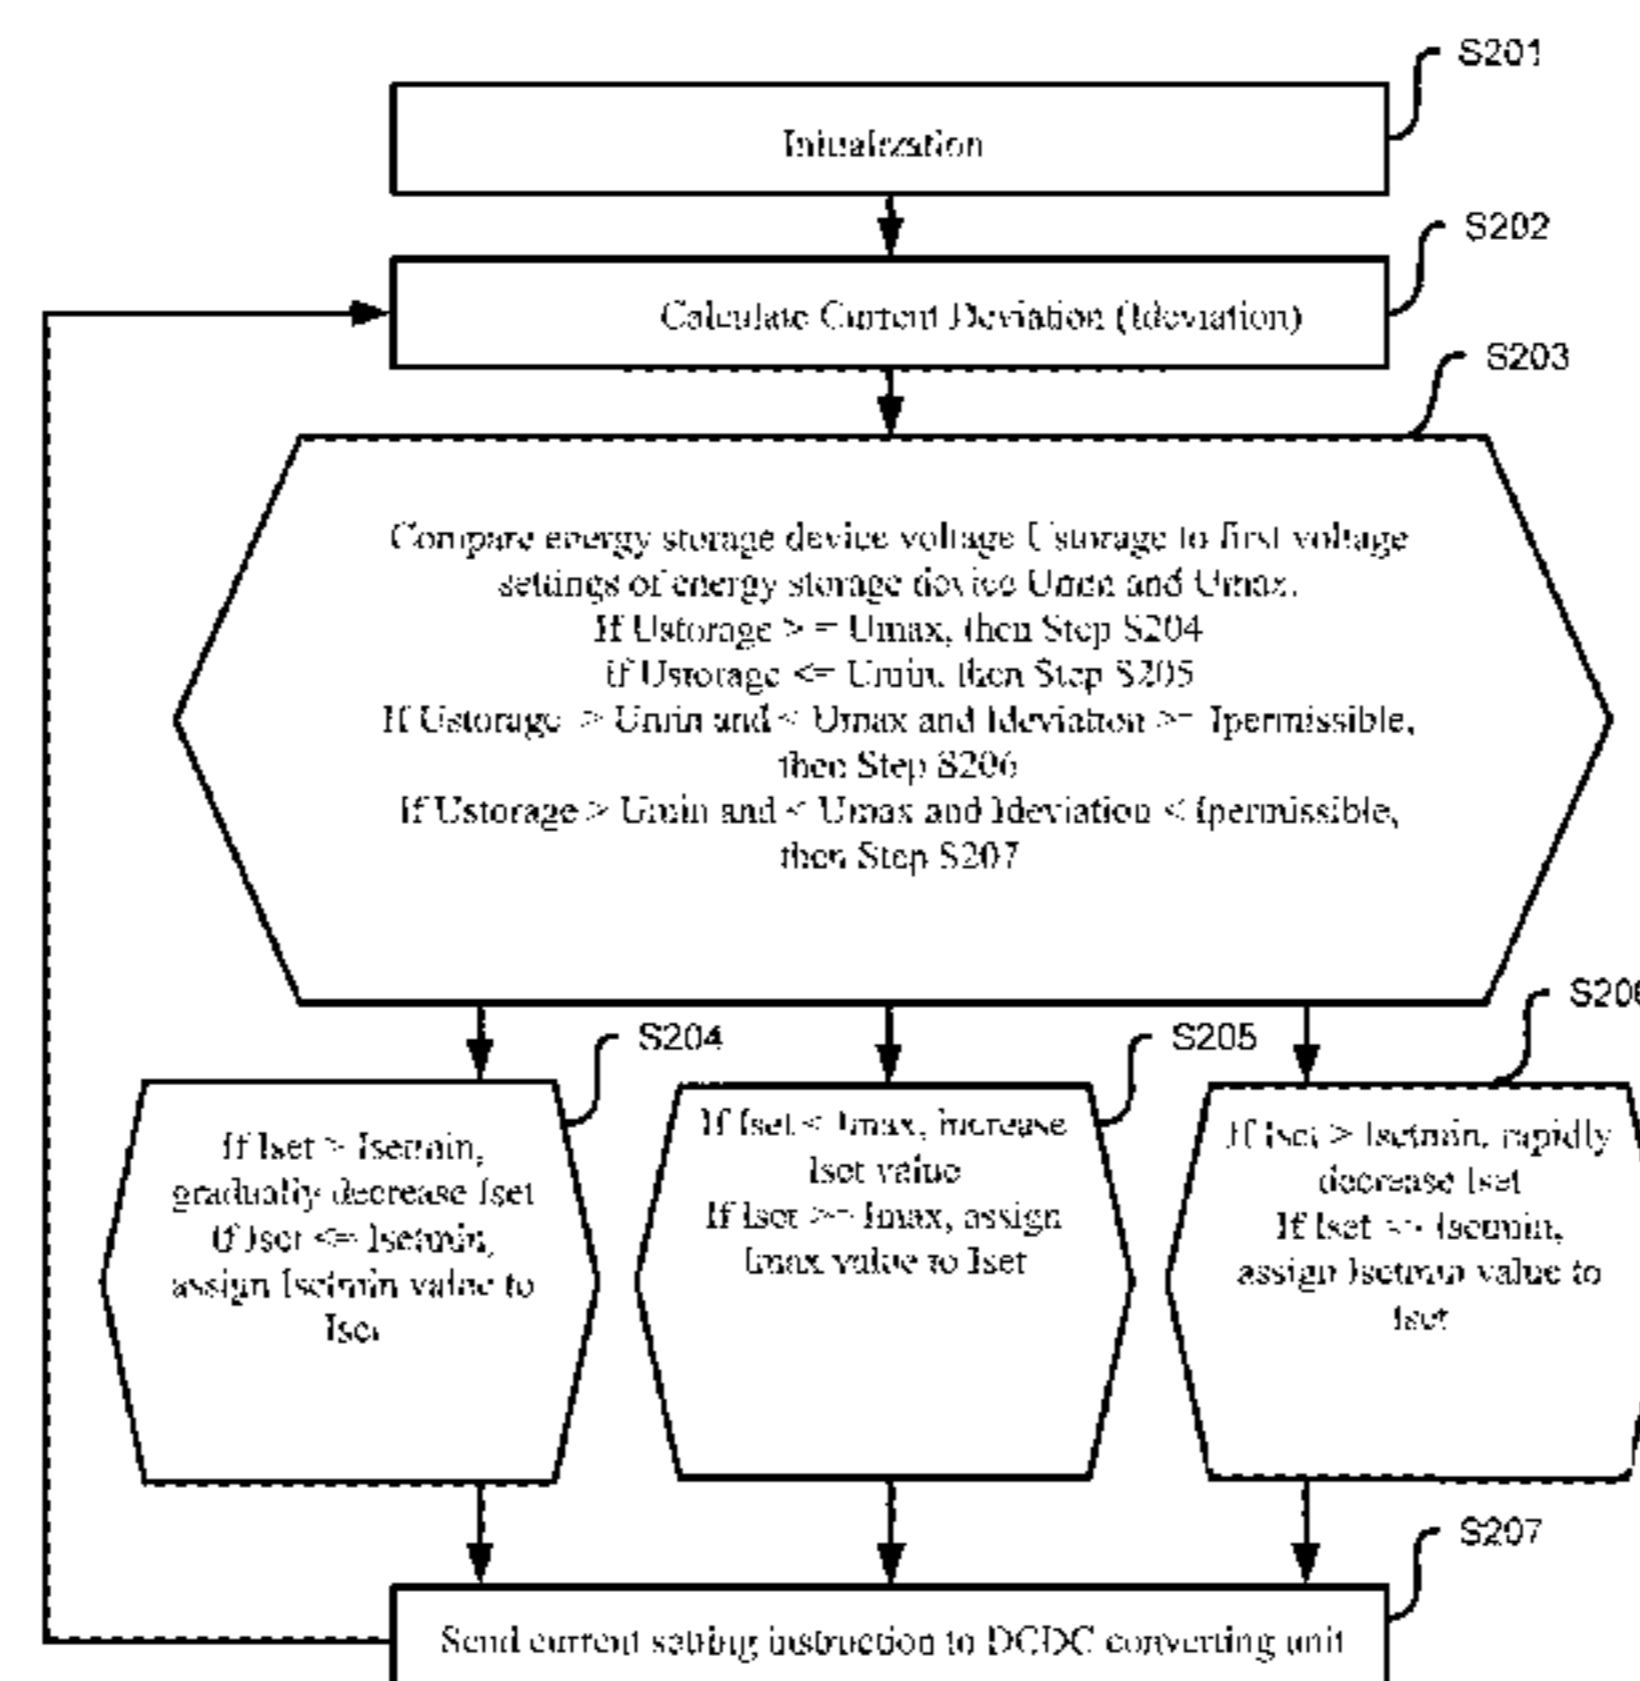 S201
Initialization
S202
Calculate Current Deviation (Ideviation)
S203
Compare energy storage device voltage Ustorage to first voltage
settings of energy storage device Umin and Umax.
If Ustorage > = Umax, then Step S204
if Ustorage <= Umin, then Step S205
If Ustorage > Umin and < Umax and Ideviation >= Ipermissible,
then Step S206
If Ustorage > Umin and < Umax and Ideviation < Ipermissible,
then Step S207
S204
If Iset > Isetmin,
gradually decrease Iset
If Iset <= Isetmin,
assign Isetmin value to
Iset
S205
If Iset < Imax, increase
Iset value
If Iset >= Imax, assign
Imax value to Iset
S206
If Iset > Isetmin, rapidly
decrease Iset
If Iset Isetmin,
assign Isetmin value to
Iset
S207
Send current setting instruction to DCDC converting unit